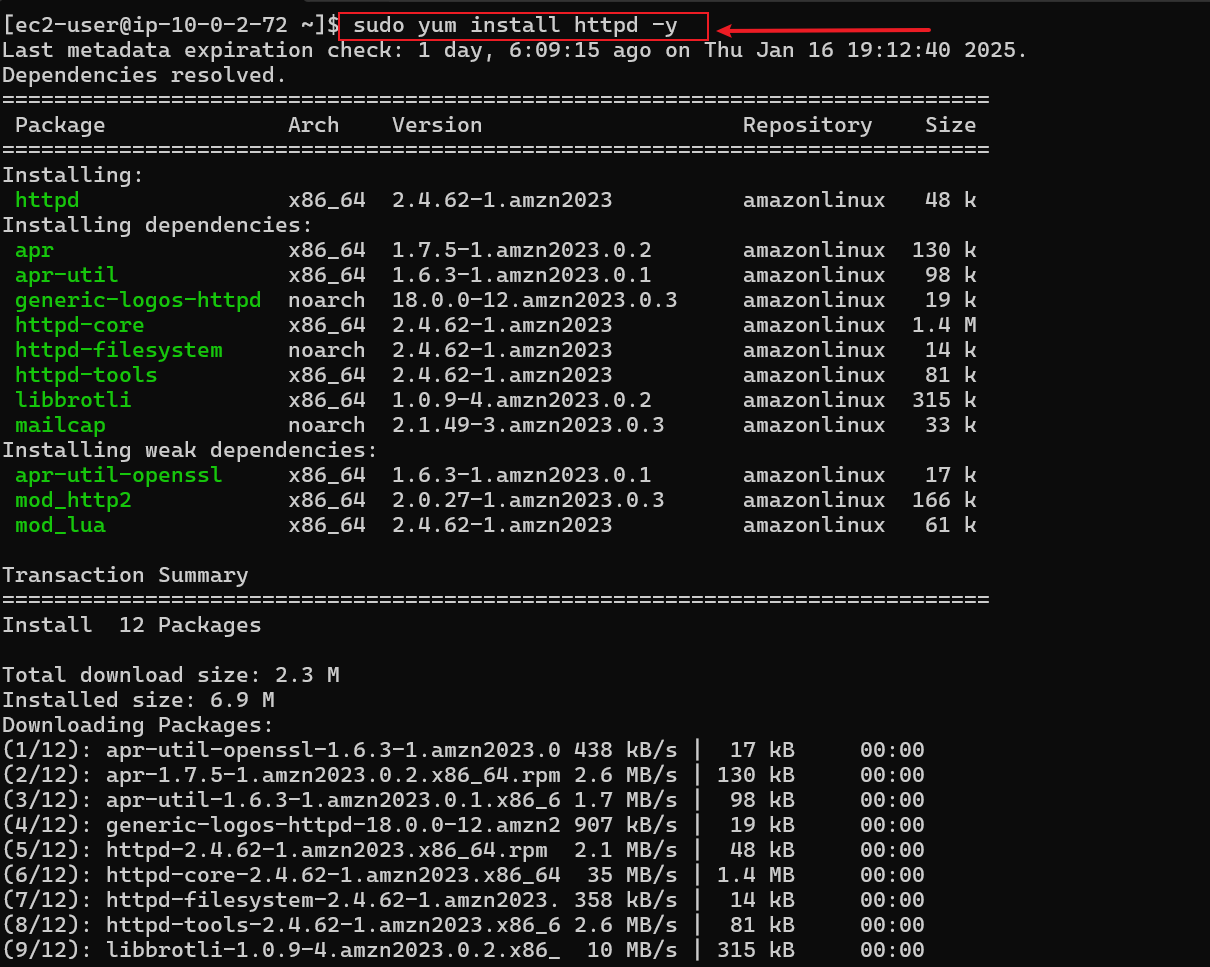 [ec2-user@ip-10-0-2-72 ~]$ sudo yum install httpd -y
Last metadata expiration check: 1 day, 6:09:15 ago on Thu Jan 16 19:12:40 2025.
Dependencies resolved.
============================================================================
Package Arch Version Repository Size
============================================================================
Installing:
httpd x86_64 2.4.62-1.amzn2023 amazonlinux 48 k
Installing dependencies:
apr x86_64 1.7.5-1.amzn2023.0.2 amazonlinux 130 k
apr-util x86_64 1.6.3-1.amzn2023.0.1 amazonlinux 98 k
generic-logos-httpd noarch 18.0.0-12.amzn2023.0.3 amazonlinux 19 k
httpd-core x86_64 2.4.62-1.amzn2023 amazonlinux 1.4 M
httpd-filesystem noarch 2.4.62-1.amzn2023 amazonlinux 14 k
httpd-tools x86_64 2.4.62-1.amzn2023 amazonlinux 81 k
libbrotli x86_64 1.0.9-4.amzn2023.0.2 amazonlinux 315 k
mailcap noarch 2.1.49-3.amzn2023.0.3 amazonlinux 33 k
Installing weak dependencies:
apr-util-openssl x86_64 1.6.3-1.amzn2023.0.1 amazonlinux 17 k
mod_http2 x86_64 2.0.27-1.amzn2023.0.3 amazonlinux 166 k
mod_lua x86_64 2.4.62-1.amzn2023 amazonlinux 61 k
Transaction Summary
============================================================================
Install 12 Packages
Total download size: 2.3 M
Installed size: 6.9 M
Downloading Packages:
(1/12): apr-util-openssl-1.6.3-1.amzn2023.0 438 kB/s | 17 kB 00:00
(2/12): apr-1.7.5-1.amzn2023.0.2.x86_64.rpm 2.6 MB/s | 130 kB 00:00
(3/12): apr-util-1.6.3-1.amzn2023.0.1.x86_6 1.7 MB/s | 98 kB 00:00
(4/12): generic-logos-httpd-18.0.0-12.amzn2 907 kB/s | 19 kB 00:00
(5/12): httpd-2.4.62-1.amzn2023.x86_64.rpm 2.1 MB/s | 48 kB 00:00
(6/12): httpd-core-2.4.62-1.amzn2023.x86_64 35 MB/s | 1.4 MB 00:00
(7/12): httpd-filesystem-2.4.62-1.amzn2023. 358 kB/s | 14 kB 00:00
(8/12): httpd-tools-2.4.62-1.amzn2023.x86_6 2.6 MB/s | 81 kB 00:00
(9/12): libbrotli-1.0.9-4.amzn2023.0.2.x86_ 10 MB/s | 315 kB 00:00